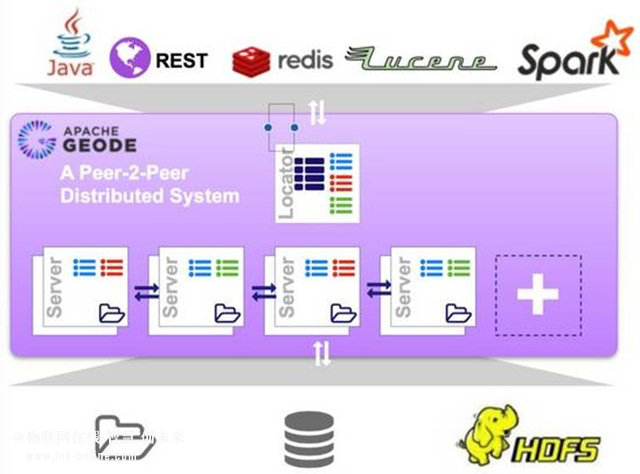 Java
REST
redis
Lucene
Spark
APACHE
GEODE
A Peer-2-Peer
Distributed System
Locator
Server
Server
Server
Server
HDFS